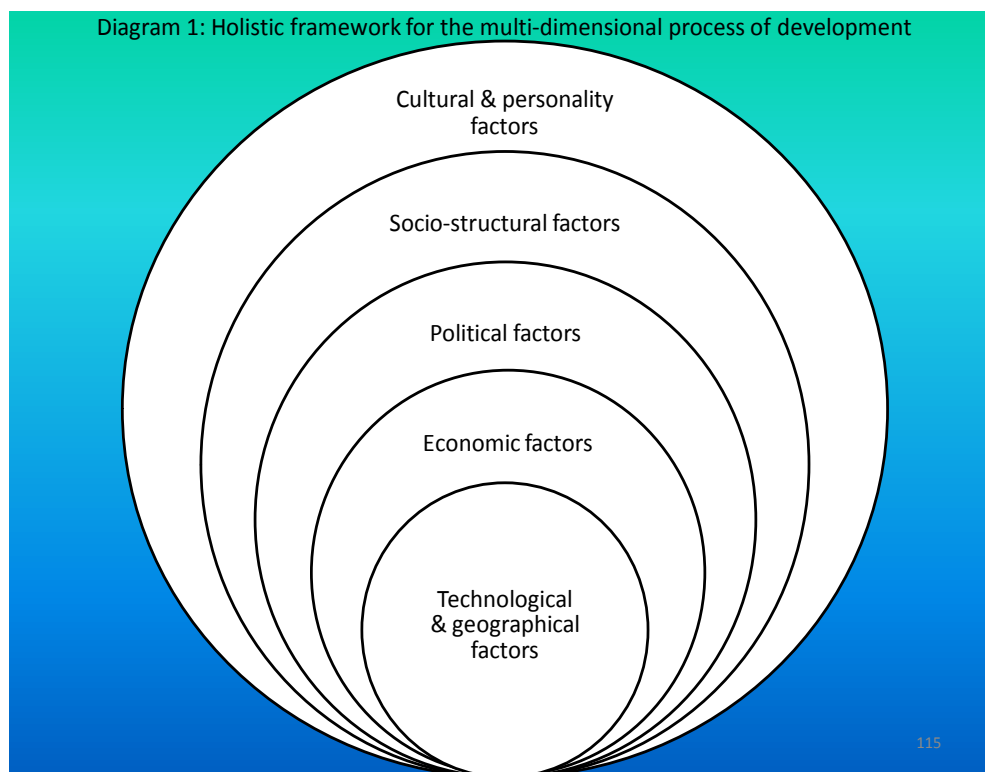 Diagram 1: Holistic framework for the multi-dimensional process of development
Cultural & personality
factors
Socio-structural factors
Political factors
Economic factors
Technological
& geographical
factors
115